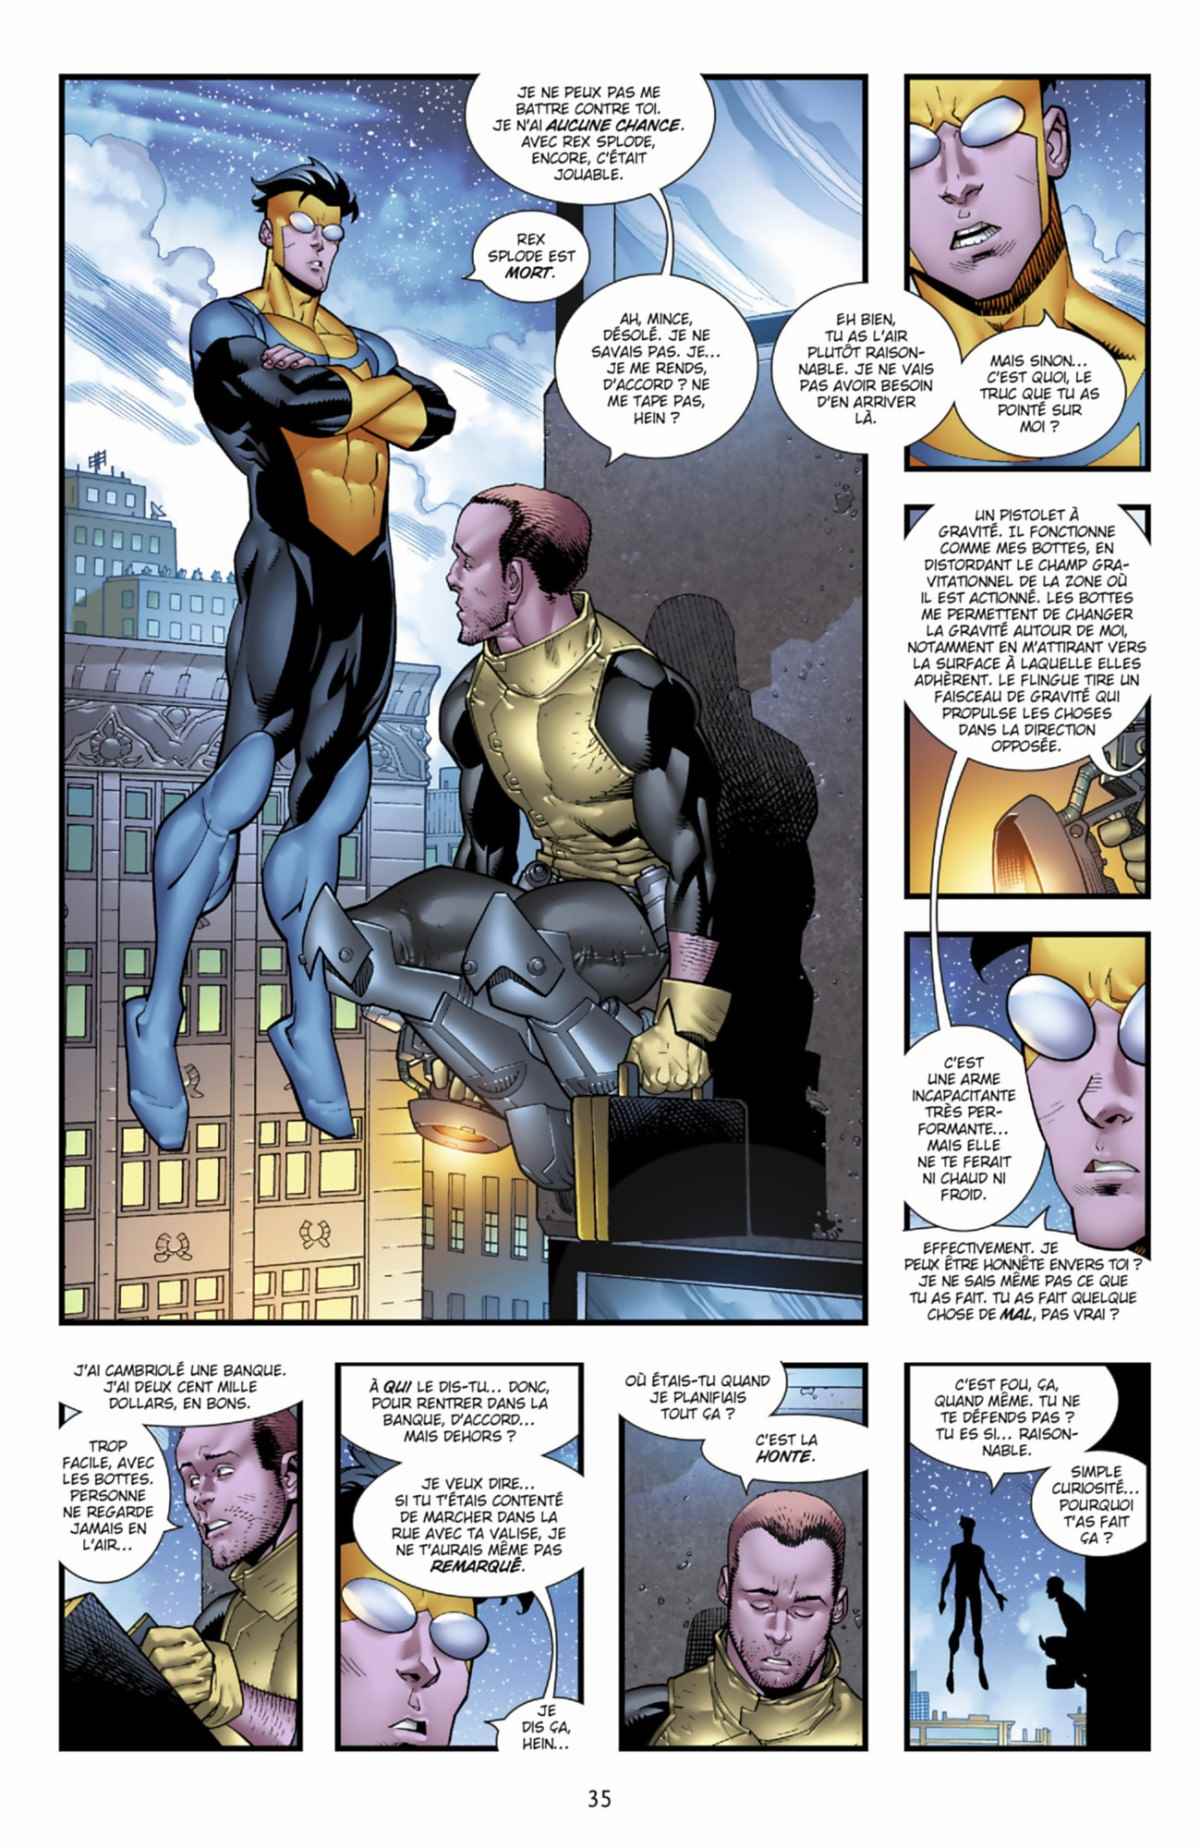 JE NE PEUX PAS ME
BATTRE CONTRE TOI.
JE N'AI AUCUNE CHANCE.
AVEC REX SPLODE,
ENCORE, C'ÉTAIT
JOUABLE.
REX
SPLODE EST
MORT.
AH, MINCE,
DÉSOLÉ. JE NE
SAVAIS PAS. JE...
JE ME RENDS,
D'ACCORD ? NE
ME TAPE PAS,
HEIN ?
EH BIEN,
TU AS L'AIR
PLUTÔT RAISON-
NABLE. JE NE VAIS
PAS AVOIR BESOIN
D'EN ARRIVER
LÀ.
MAIS SINON...
C'EST QUOI, LE
TRUC QUE TU AS
POINTÉ SUR
MOI ?
UN PISTOLET À
GRAVITÉ. IL FONCTIONNE
COMME MES BOTTES, EN
DISTORDANT LE CHAMP GRA-
VITATIONNEL DE LA ZONE OÙ
IL EST ACTIONNÉ. LES BOTTES
ME PERMETTENT DE CHANGER
LA GRAVITÉ AUTOUR DE MOI,
NOTAMMENT EN M'ATTIRANT VERS
LA SURFACE À LAQUELLE ELLES
ADHÈRENT. LE FLINGUE TIRE UN
FAISCEAU DE GRAVITÉ QUI
PROPULSE LES CHOSES
DANS LA DIRECTION
OPPOSÉE.
C'EST
UNE ARME
INCAPACITANTE
TRÈS PER-
FORMANTE...
MAIS ELLE
NE TE FERAIT
NI CHAUD NI
FROID.
EFFECTIVEMENT. JE
PEUX ÊTRE HONNÊTE ENVERS TOI ?
JE NE SAIS MÊME PAS CE QUE
TU AS FAIT. TU AS FAIT QUELQUE
CHOSE DE MAL, PAS VRAI ?
J'AI CAMBRIOLÉ UNE BANQUE.
J'AI DEUX CENT MILLE
DOLLARS, EN BONS.
TROP
FACILE, AVEC
LES BOTTES.
PERSONNE
NE REGARDE
JAMAIS EN
L'AIR...
À QUI LE DIS-TU... DONC,
POUR RENTRER DANS LA
BANQUE, D'ACCORD...
MAIS DEHORS ?
JE VEUX DIRE...
SI TU T'ÉTAIS CONTENTÉ
DE MARCHER DANS LA
RUE AVEC TA VALISE, JE
NE T'AURAIS MÊME PAS
REMARQUÉ.
JE
DIS ÇA,
HEIN...
OÙ ÉTAIS-TU QUAND
JE PLANIFIAIS
TOUT ÇA ?
C'EST LA
HONTE.
C'EST FOU, ÇA,
QUAND MÊME. TU NE
TE DÉFENDS PAS ?
TU ES SI... RAISON-
NABLE.
SIMPLE
CURIOSITÉ...
POURQUOI
T'AS FAIT
ÇA ?
35